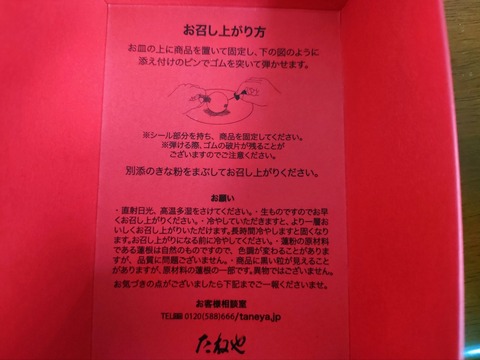 お召し上がり方
お皿の上に商品を置いて固定し、下の図のように
添え付けのピンでゴムを突いて弾かせます。
※シール部分を持ち、商品を固定してください。
※弾ける際、ゴムの破片が残ることが
ございますのでご注意ください。
別添のきな粉をまぶしてお召し上がりください。
お願い
・直射日光、高温多湿をさけてください。・生ものですのでお早
くお召し上がりください。・冷やしていただきますと、より一層お
いしくお召し上がりいただけます。長時間冷やしますと固くなり
ます。お召し上がりになる前に冷やしてください。・蓮粉の原材料
である蓮根は自然のものですので、色調が変わることがありま
すが、品質に問題ございません。・商品に黒い粒が見えること
がありますが、原材料の蓮根の一部です。異物ではございません。
お気づきの点がございましたら下記までご一報くださいませ。
お客様相談室
TEL 0120(588)666/taneya.jp
たねや